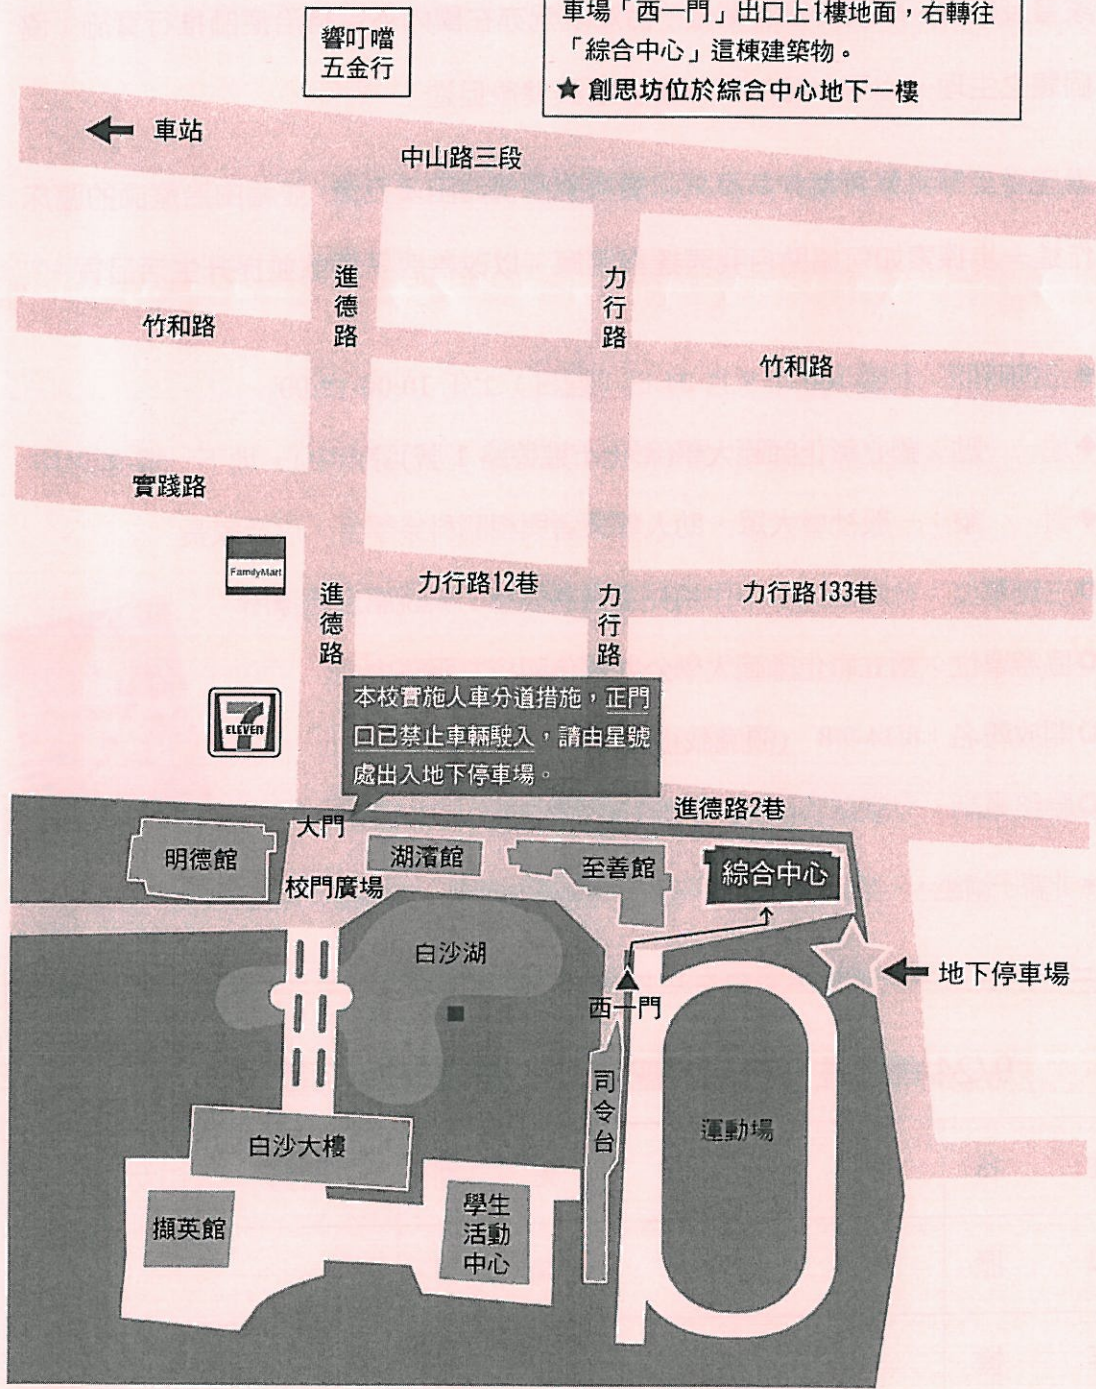 響叮噹
五金行
車場「西一門」出口上1樓地面，右轉往
「綜合中心」這棟建築物。
★ 創思坊位於綜合中心地下一樓
車站
中山路三段
進德路
力行路
竹和路
竹和路
實踐路
FamilyMart
力行路12巷
力行路133巷
進德路
力行路
7
ELEVEN
本校實施人車分道措施，正門
口已禁止車輛駛入，請由星號
處出入地下停車場。
進德路2巷
大門
明德館
湖濱館
至善館
綜合中心
校門廣場
白沙湖
地下停車場
西一門
司令台
運動場
白沙大樓
擷英館
學生
活動
中心